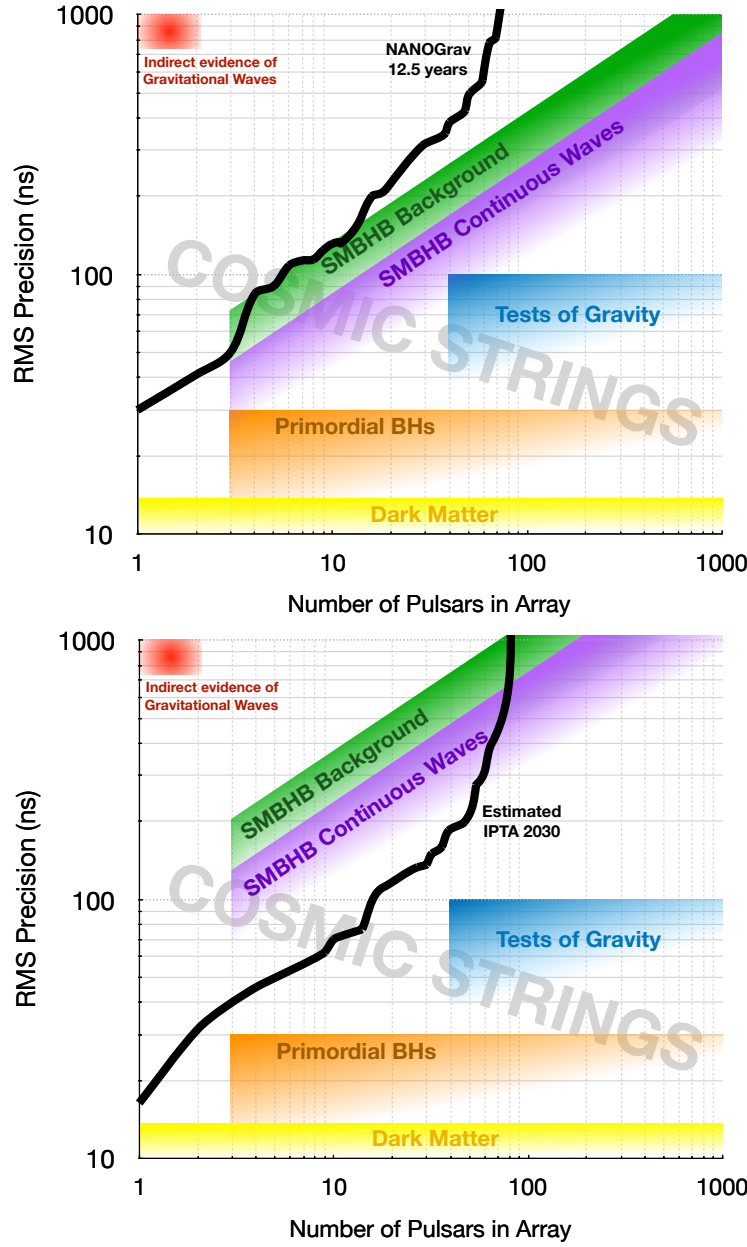 1000
NANOGrav
12.5 years
Indirect evidence of
Gravitational Waves
SMBHB Background
SMBHB Continuous Waves
100
COSMIC STRINGS
Tests of Gravity
RMS Precision (ns)
Primordial BHs
Dark Matter
10
1
10
100
1000
Number of Pulsars in Array
1000
Indirect evidence of
Gravitational Waves
SMBHB Background
SMBHB Continuous Waves
Estimated
IPTA 2030
100
COSMIC STRINGS
Tests of Gravity
RMS Precision (ns)
Primordial BHs
Dark Matter
10
1
10
100
1000
Number of Pulsars in Array